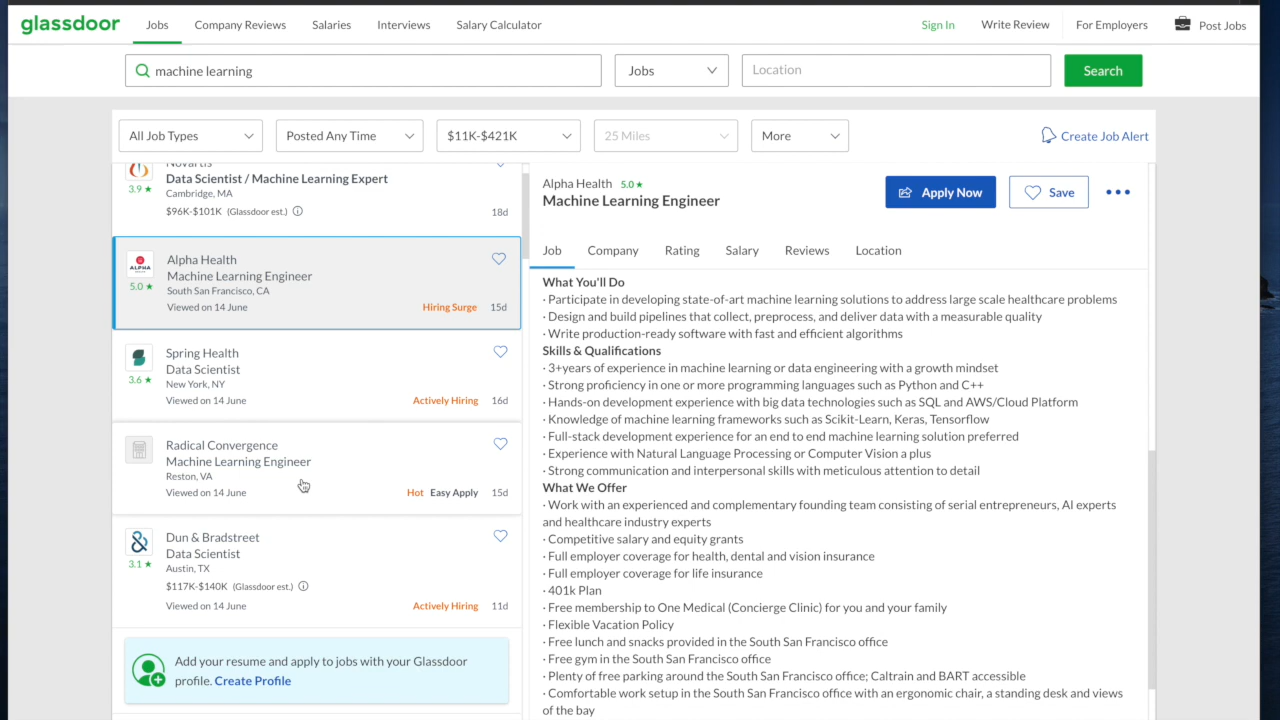 glassdoor
Jobs
Company Reviews
Salaries
Interviews
Salary Calculator
Sign In
Write Review
For Employers
Post Jobs
machine learning
Jobs
Location
Search
All Job Types
Posted Any Time
$11K-$421K
25 Miles
More
Create Job Alert
Novartis
3.9 ★
Data Scientist / Machine Learning Expert
Cambridge, MA
$96K-$101K (Glassdoor est.)
18d
ALPHA
5.0 ★
Alpha Health
Machine Learning Engineer
South San Francisco, CA
Viewed on 14 June
Hiring Surge 15d
3.6 ★
Spring Health
Data Scientist
New York, NY
Viewed on 14 June
Actively Hiring 16d
Radical Convergence
Machine Learning Engineer
Reston, VA
Viewed on 14 June
Hot Easy Apply 15d
3.1 ★
Dun & Bradstreet
Data Scientist
Austin, TX
$117K-$140K (Glassdoor est.)
Viewed on 14 June
Actively Hiring 11d
Add your resume and apply to jobs with your Glassdoor
profile. Create Profile
Alpha Health 5.0 ★
Machine Learning Engineer
Apply Now
Save
Job
Company
Rating
Salary
Reviews
Location
What You'll Do
· Participate in developing state-of-art machine learning solutions to address large scale healthcare problems
· Design and build pipelines that collect, preprocess, and deliver data with a measurable quality
· Write production-ready software with fast and efficient algorithms
Skills & Qualifications
· 3+years of experience in machine learning or data engineering with a growth mindset
· Strong proficiency in one or more programming languages such as Python and C++
· Hands-on development experience with big data technologies such as SQL and AWS/Cloud Platform
· Knowledge of machine learning frameworks such as Scikit-Learn, Keras, Tensorflow
· Full-stack development experience for an end to end machine learning solution preferred
· Experience with Natural Language Processing or Computer Vision a plus
· Strong communication and interpersonal skills with meticulous attention to detail
What We Offer
· Work with an experienced and complementary founding team consisting of serial entrepreneurs, AI experts
and healthcare industry experts
· Competitive salary and equity grants
· Full employer coverage for health, dental and vision insurance
· Full employer coverage for life insurance
· 401k Plan
· Free membership to One Medical (Concierge Clinic) for you and your family
· Flexible Vacation Policy
· Free lunch and snacks provided in the South San Francisco office
· Free gym in the South San Francisco office
· Plenty of free parking around the South San Francisco office; Caltrain and BART accessible
· Comfortable work setup in the South San Francisco office with an ergonomic chair, a standing desk and views
of the bay